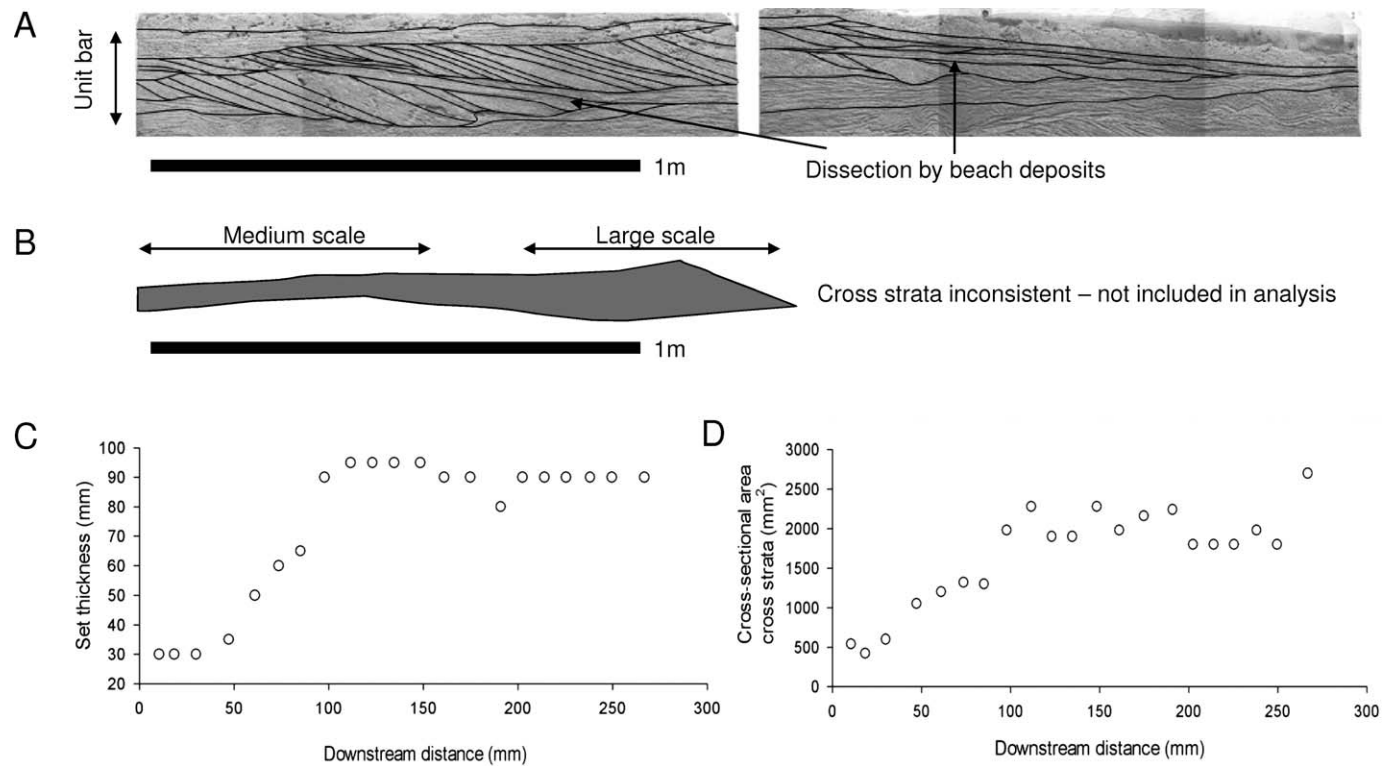 A
Unit bar
1m
Dissection by beach deposits
B
Medium scale
Large scale
Cross strata inconsistent – not included in analysis
1m
C
Set thickness (mm)
100
90
80
70
60
50
40
30
20
0
50
100
150
200
250
300
Downstream distance (mm)
D
Cross-sectional area
cross strata (mm²)
3000
2500
2000
1500
1000
500
0
0
50
100
150
200
250
300
Downstream distance (mm)